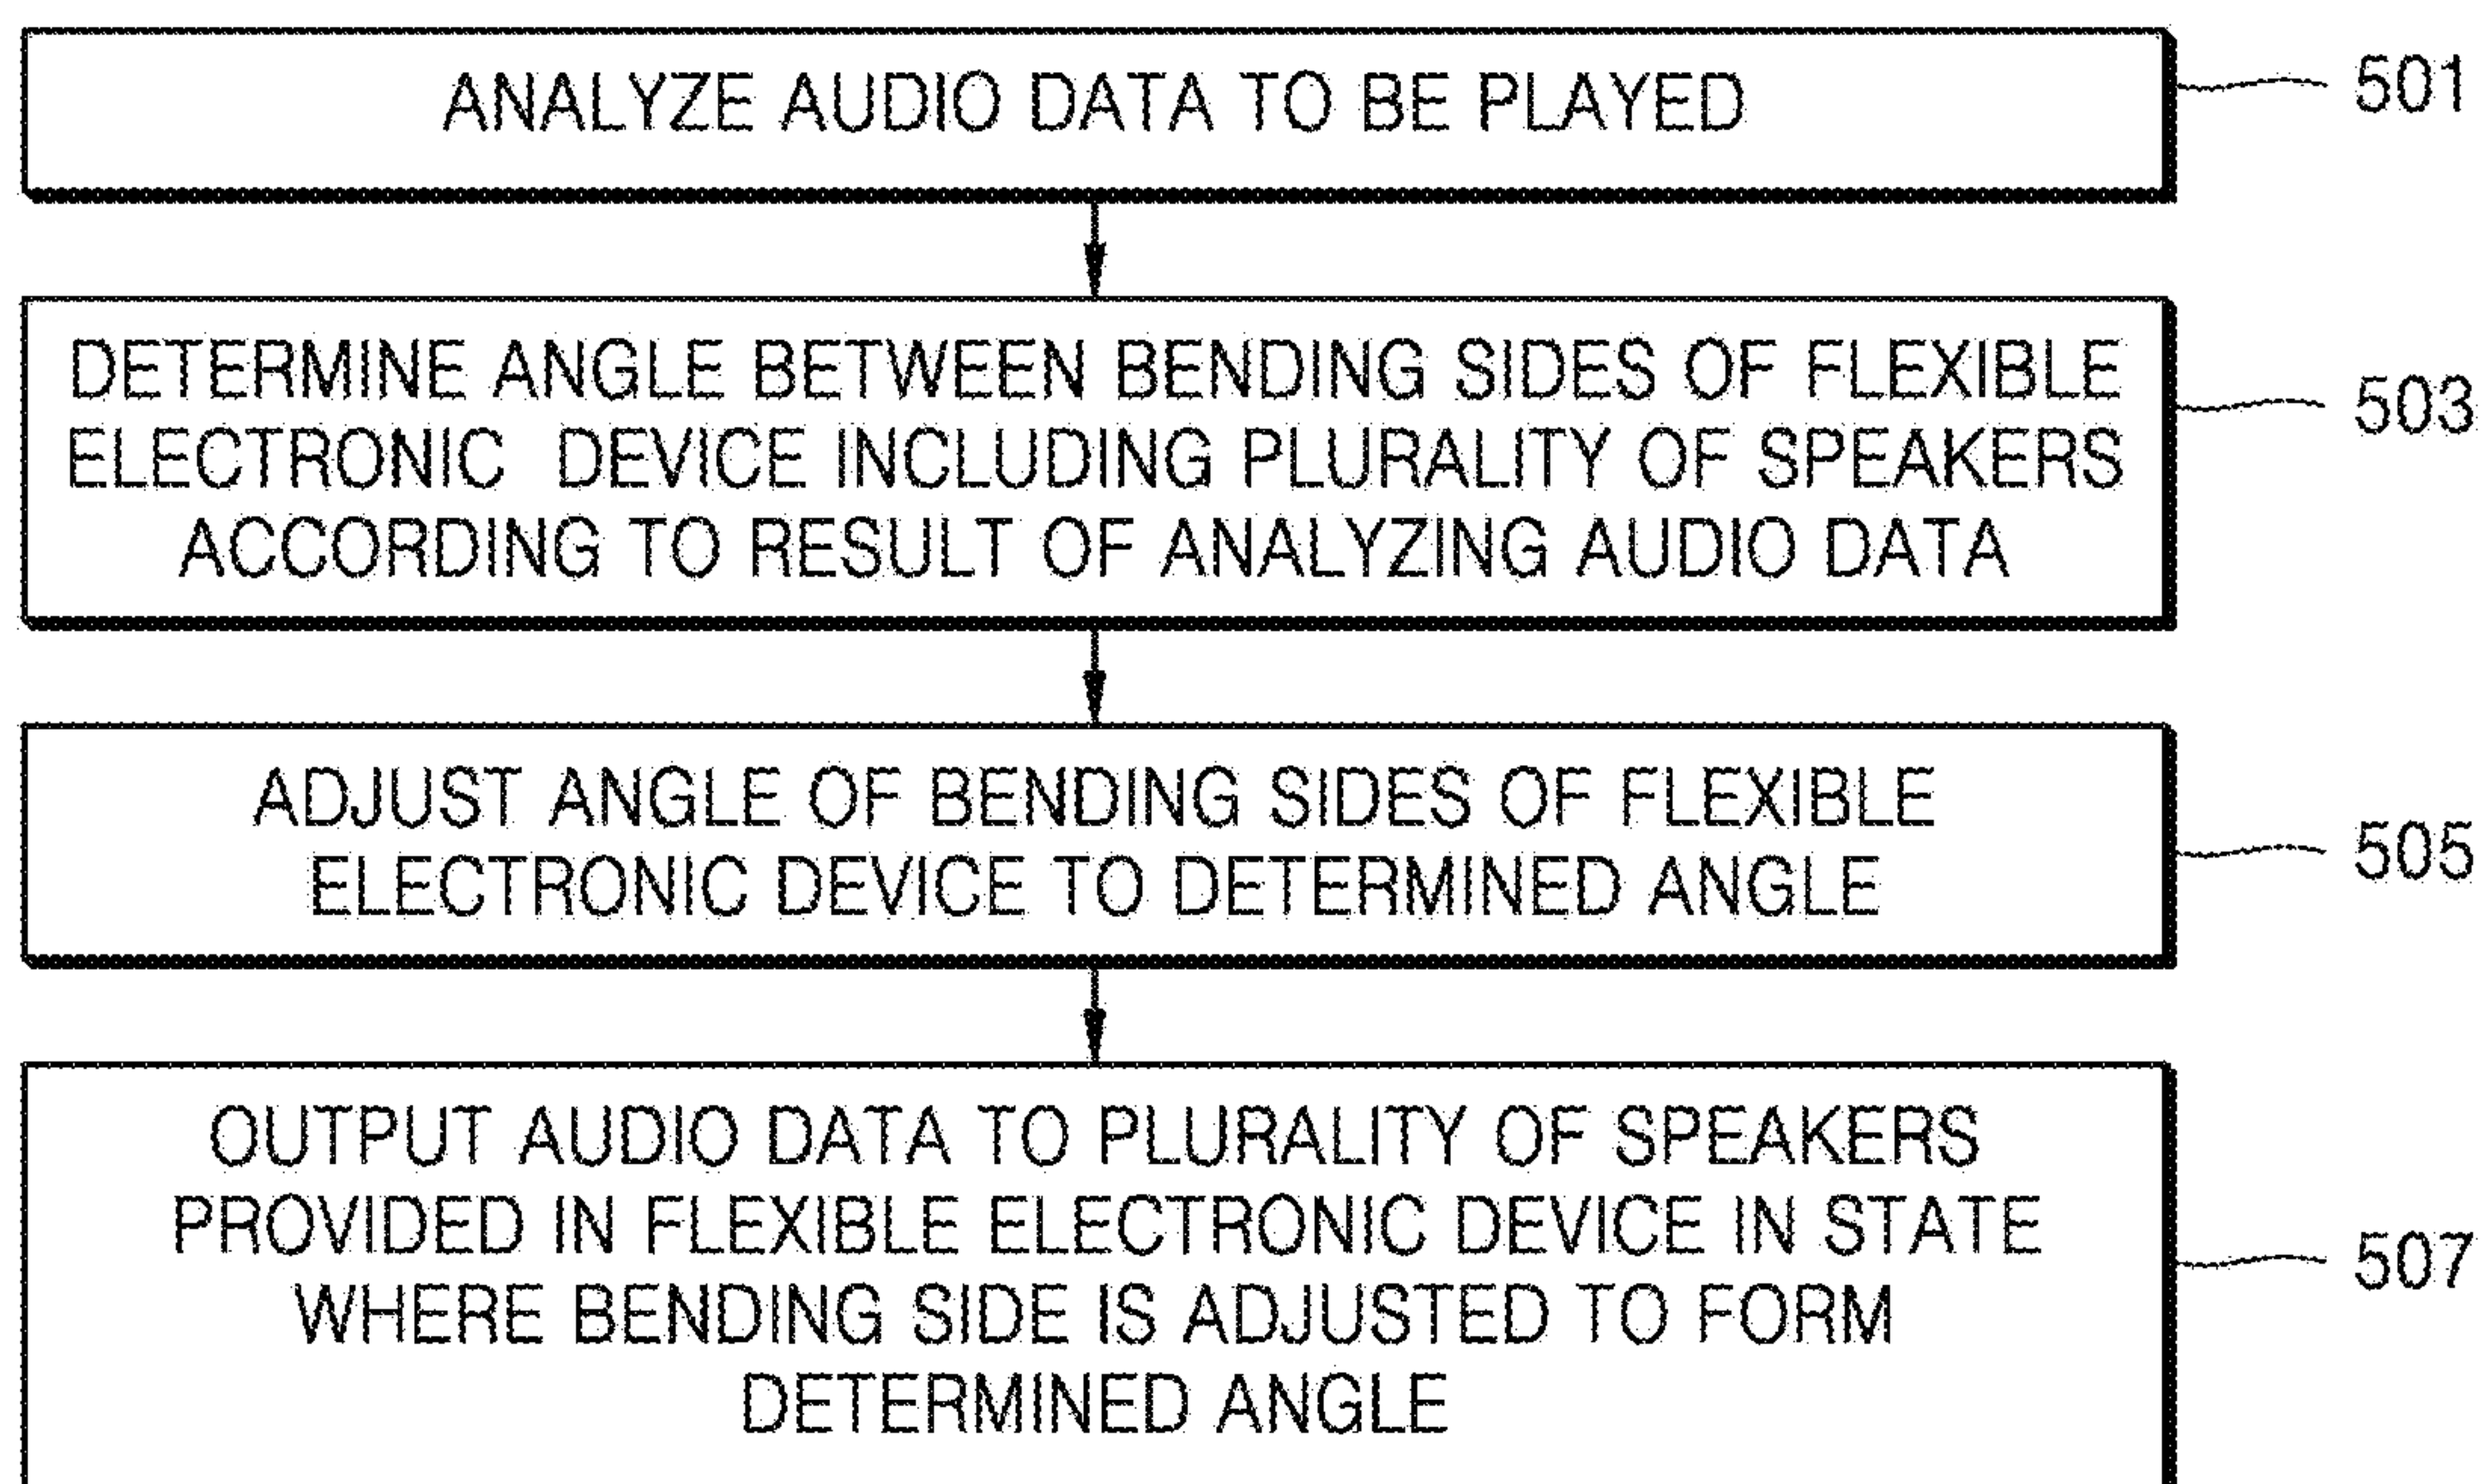 ANALYZE AUDIO DATA TO BE PLAYED
501
DETERMINE ANGLE BETWEEN BENDING SIDES OF FLEXIBLE
ELECTRONIC DEVICE INCLUDING PLURALITY OF SPEAKERS
ACCORDING TO RESULT OF ANALYZING AUDIO DATA
503
ADJUST ANGLE OF BENDING SIDES OF FLEXIBLE
ELECTRONIC DEVICE TO DETERMINED ANGLE
505
OUTPUT AUDIO DATA TO PLURALITY OF SPEAKERS
PROVIDED IN FLEXIBLE ELECTRONIC DEVICE IN STATE
WHERE BENDING SIDE IS ADJUSTED TO FORM
DETERMINED ANGLE
507